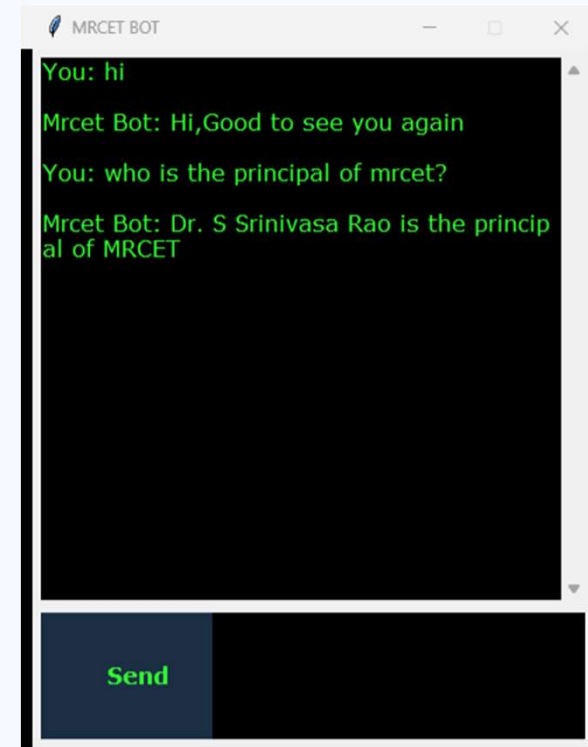 MRCET BOT
You: hi
Mrcet Bot: Hi,Good to see you again
You: who is the principal of mrcet?
Mrcet Bot: Dr. S Srinivasa Rao is the princip
al of MRCET
Send